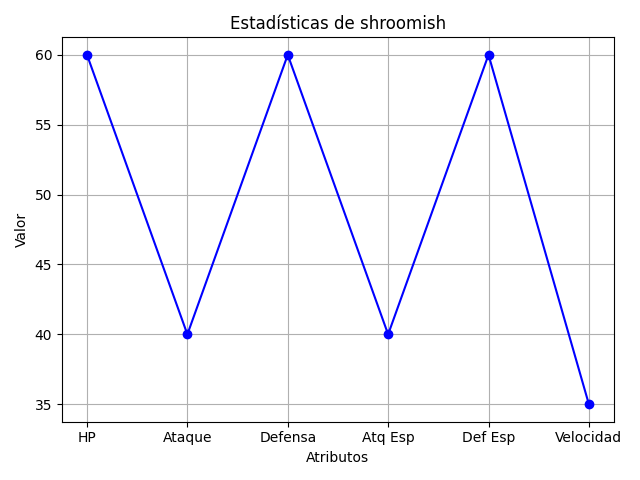 Estadísticas de shroomish
Valor
60
55
50
45
40
35
HP Ataque Defensa Atq Esp Def Esp Velocidad
Atributos